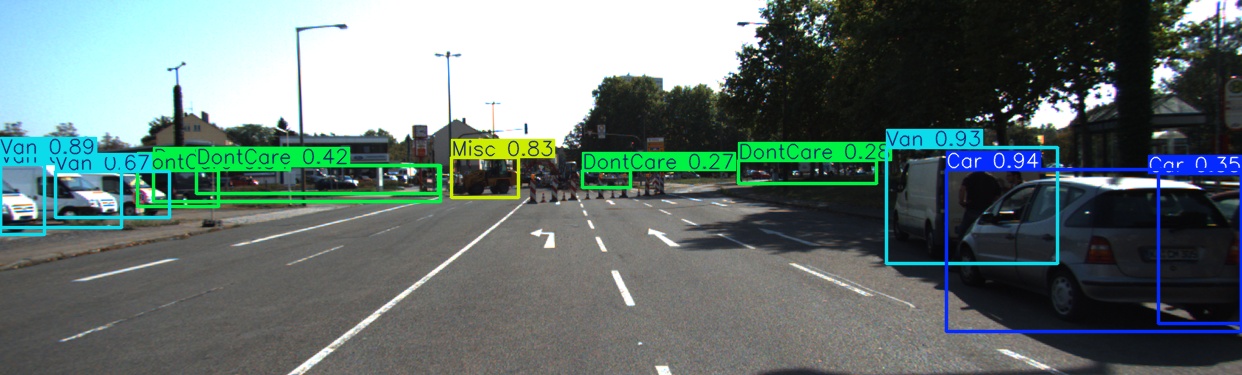 Van 0.89
Van 0.67
DontCare 0.42
Misc 0.83
DontCare 0.27
DontCare 0.28
Van 0.93
Car 0.94
Car 0.35